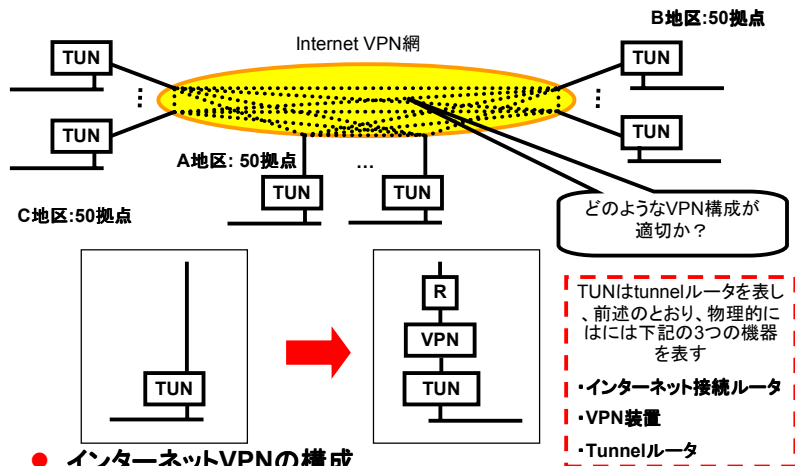 B地区:50拠点
Internet VPN網
TUN
TUN
⋮
⋮
TUN
TUN
A地区: 50拠点
…
TUN
TUN
C地区:50拠点
どのようなVPN構成が
適切か？
R
VPN
TUN
TUN
TUNはtunnelルータを表し
、前述のとおり、物理的に
はには下記の3つの機器
を表す
・インターネット接続ルータ
・VPN装置
・Tunnelルータ
● インターネットVPNの構成